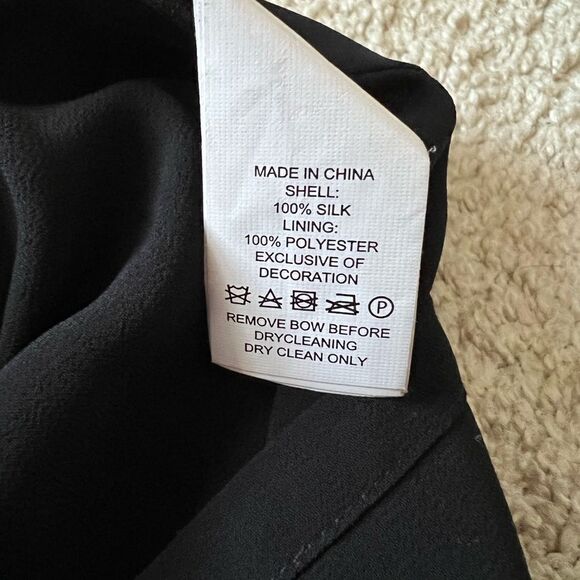 MADE IN CHINA
SHELL:
100% SILK
LINING:
100% POLYESTER
EXCLUSIVE OF
DECORATION
P
REMOVE BOW BEFORE
DRYCLEANING
DRY CLEAN ONLY